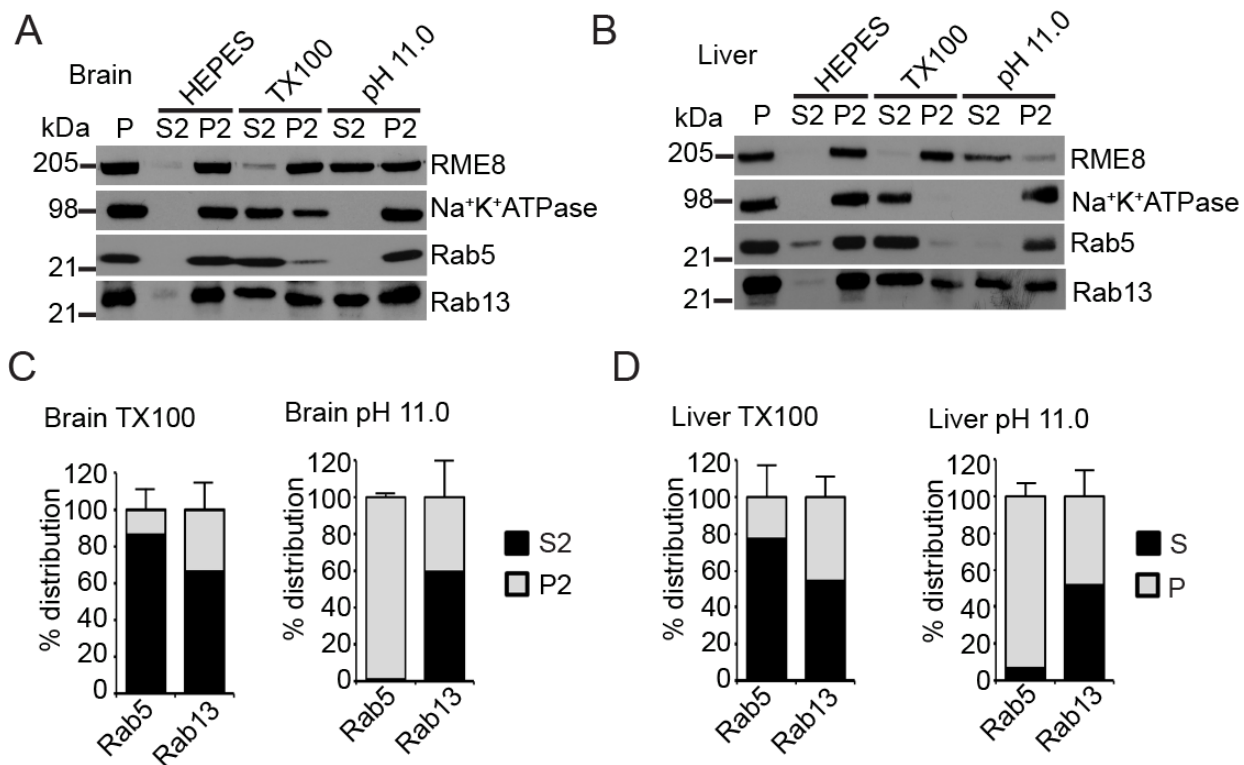 A
Brain
HEPES TX100 pH 11.0
kDa P S2 P2 S2 P2 S2 P2
205 RME8
98 Na⁺K⁺ATPase
21 Rab5
21 Rab13
B
Liver
HEPES TX100 pH 11.0
kDa P S2 P2 S2 P2 S2 P2
205 RME8
98 Na⁺K⁺ATPase
21 Rab5
21 Rab13
C
Brain TX100
% distribution
120
100
80
60
40
20
0
Rab5 Rab13
Brain pH 11.0
% distribution
120
100
80
60
40
20
0
Rab5 Rab13
S2
P2
D
Liver TX100
% distribution
120
100
80
60
40
20
0
Rab5 Rab13
Liver pH 11.0
% distribution
120
100
80
60
40
20
0
Rab5 Rab13
S
P